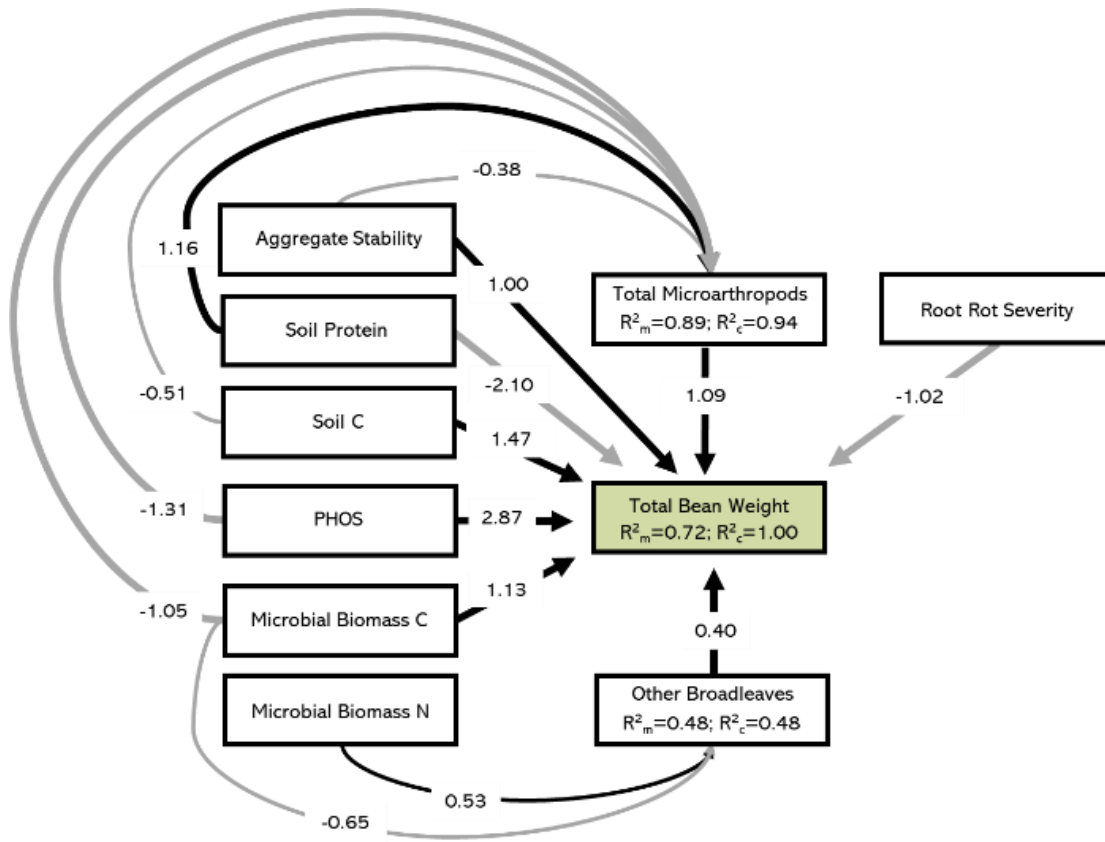 -0.38
Aggregate Stability
1.16
1.00
Total Microarthropods
R²m=0.89; R²c=0.94
Root Rot Severity
Soil Protein
-2.10
-0.51
1.09
-1.02
Soil C
1.47
Total Bean Weight
R²m=0.72; R²c=1.00
-1.31
PHOS
2.87
1.13
-1.05
Microbial Biomass C
0.40
Microbial Biomass N
Other Broadleaves
R²m=0.48; R²c=0.48
0.53
-0.65